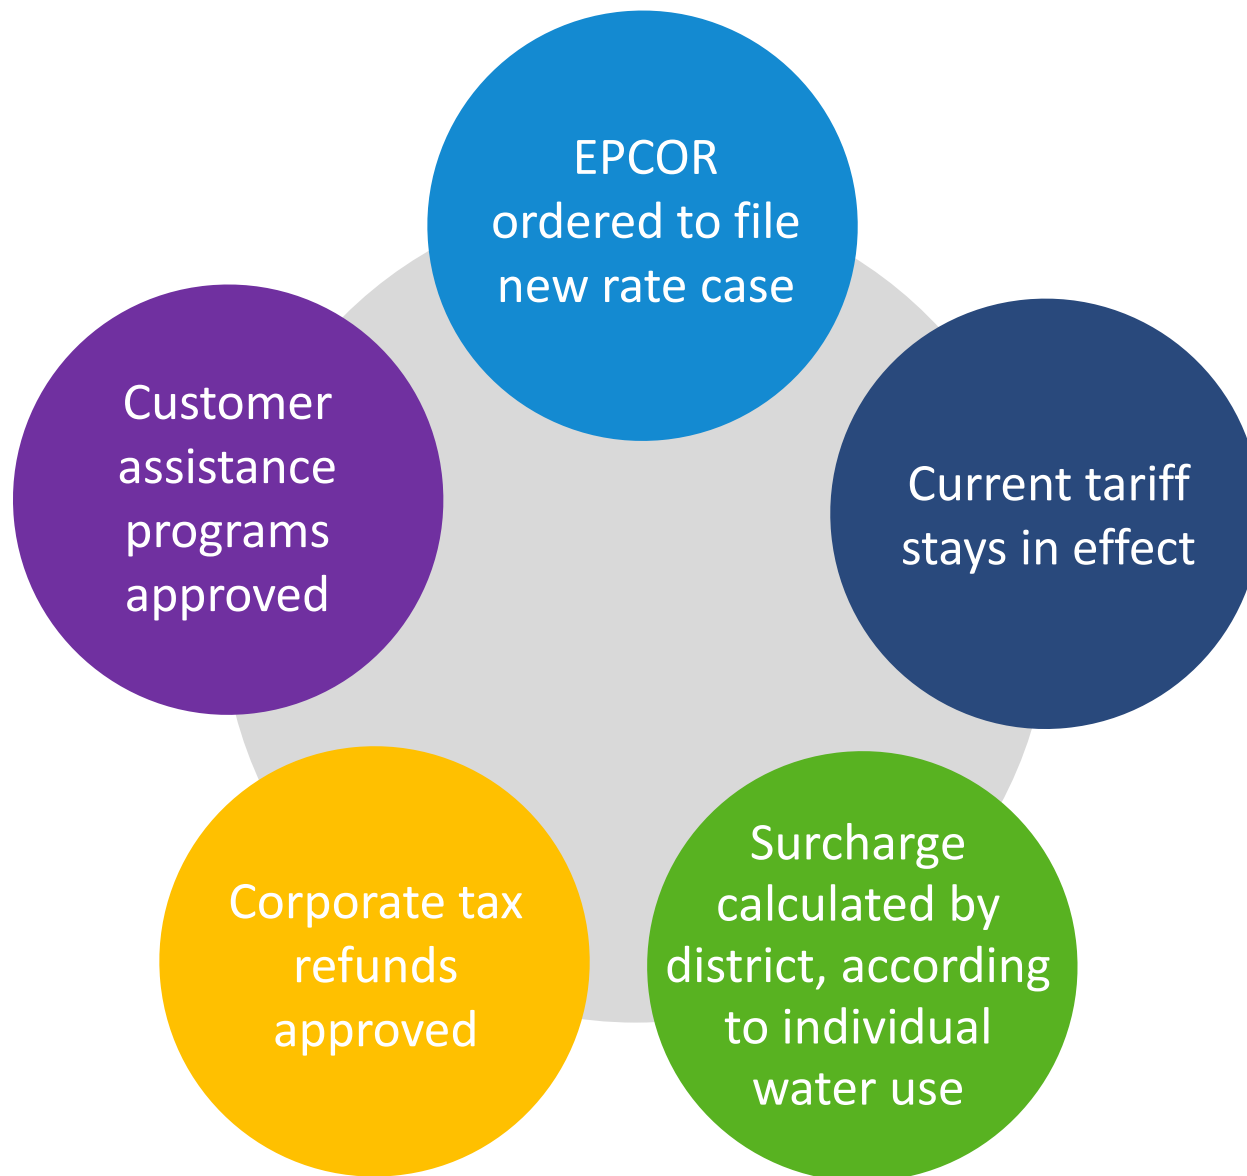 EPCOR
ordered to file
new rate case
Current tariff
stays in effect
Surcharge
calculated by
district, according
to individual
water use
Corporate tax
refunds
approved
Customer
assistance
programs
approved